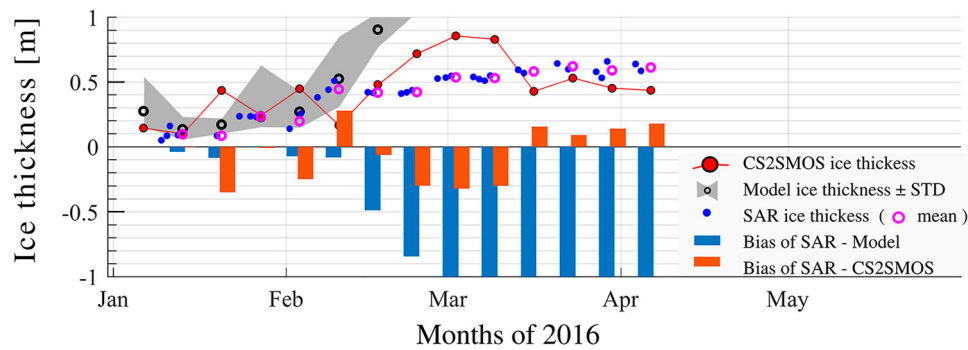 Ice thickness [m]
1
0.5
0
-0.5
-1
Jan Feb Mar Apr May
Months of 2016
CS2SMOS ice thickess
Model ice thickness ± STD
SAR ice thickness ( mean )
Bias of SAR - Model
Bias of SAR - CS2SMOS